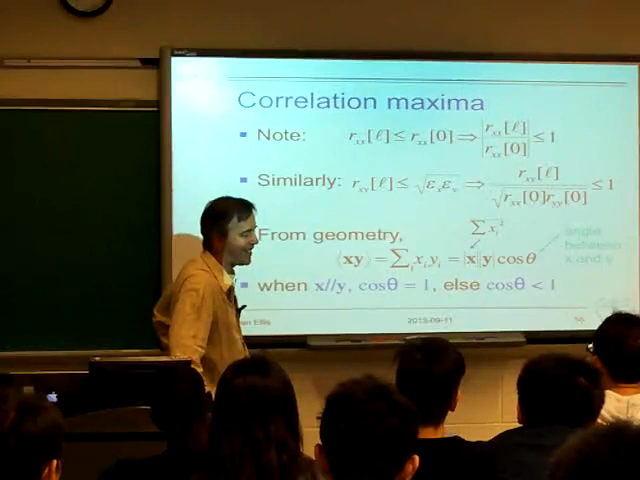 Correlation maxima
Note: r_xx[ℓ] ≤ r_xx[0] ⇒ |r_xx[ℓ] / r_xx[0]| ≤ 1
Similarly: r_xy[ℓ] ≤ √(ε_x ε_y) ⇒ r_xy[ℓ] / √(r_xx[0]r_yy[0]) ≤ 1
From geometry,
√Σ x_i²
angle
between
x and y
⟨xy⟩ = Σ_i x_i y_i = |x||y| cosθ
when x//y, cosθ = 1, else cosθ < 1
Ellis
2013-09-11